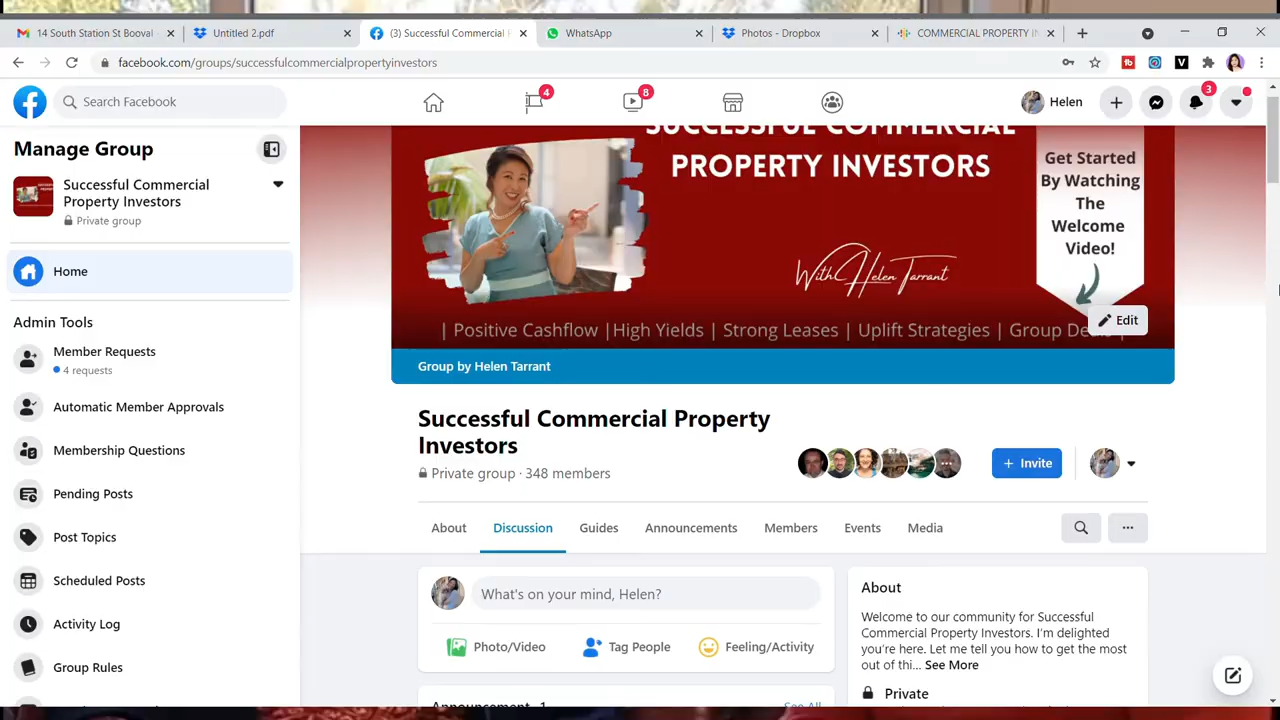 14 South Station St Booval
Untitled 2.pdf
(3) Successful Commercial
WhatsApp
Photos - Dropbox
COMMERCIAL PROPERTY IN
facebook.com/groups/successfulcommercialpropertyinvestors
Search Facebook
4
8
Helen
3
Manage Group
Successful Commercial
Property Investors
Private group
Home
Admin Tools
Member Requests
4 requests
Automatic Member Approvals
Membership Questions
Pending Posts
Post Topics
Scheduled Posts
Activity Log
Group Rules
SUCCESSFUL COMMERCIAL
PROPERTY INVESTORS
With Helen Tarrant
Get Started
By Watching
The
Welcome
Video!
Edit
| Positive Cashflow |High Yields | Strong Leases | Uplift Strategies | Group Deals |
Group by Helen Tarrant
Successful Commercial Property
Investors
Private group · 348 members
+ Invite
About Discussion Guides Announcements Members Events Media
What's on your mind, Helen?
Photo/Video Tag People Feeling/Activity
Announcement · 1 See All
About
Welcome to our community for Successful
Commercial Property Investors. I'm delighted
you're here. Let me tell you how to get the most
out of thi... See More
Private